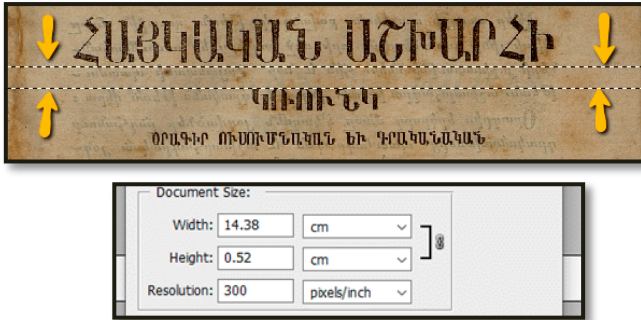 ՀԱՅԿԱԿԱՆ ԱՇԽԱՐՀԻ
ԿՌՈՒՆԿ
ՕՐԱԳԻՐ ՈՒՍՈՒՄՆԱԿԱՆ ԵՒ ԳՐԱԿԱՆԱԿԱՆ
Document Size:
Width: 14.38 cm
Height: 0.52 cm
Resolution: 300 pixels/inch